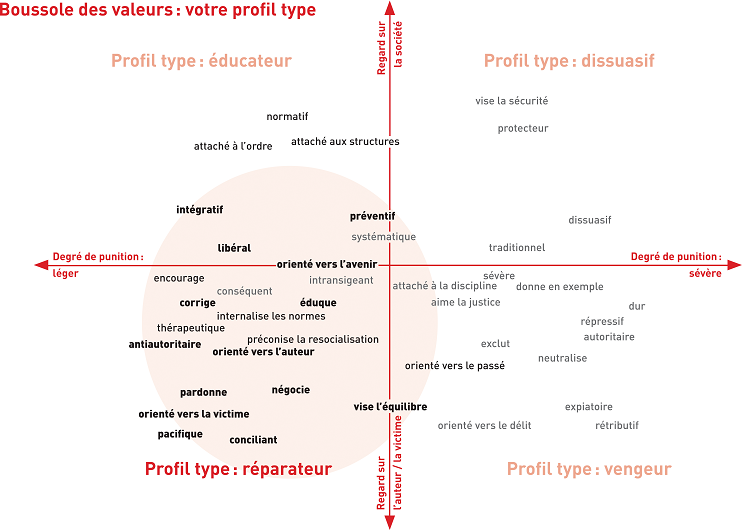 Boussole des valeurs : votre profil type
Regard sur
la société
Profil type : éducateur
Profil type : dissuasif
vise la sécurité
normatif
protecteur
attaché à l'ordre
attaché aux structures
intégratif
préventif
dissuasif
systématique
libéral
traditionnel
Degré de punition :
léger
orienté vers l'avenir
Degré de punition :
sévère
encourage
intransigeant
sévère
conséquent
attaché à la discipline
donne en exemple
corrige
éduque
aime la justice
dur
internalise les normes
répressif
thérapeutique
autoritaire
antiautoritaire
préconise la resocialisation
exclut
orienté vers l'auteur
neutralise
orienté vers le passé
pardonne
négocie
vise l'équilibre
expiatoire
orienté vers la victime
orienté vers le délit
rétributif
pacifique
conciliant
Profil type : réparateur
Regard sur
l'auteur / la victime
Profil type : vengeur